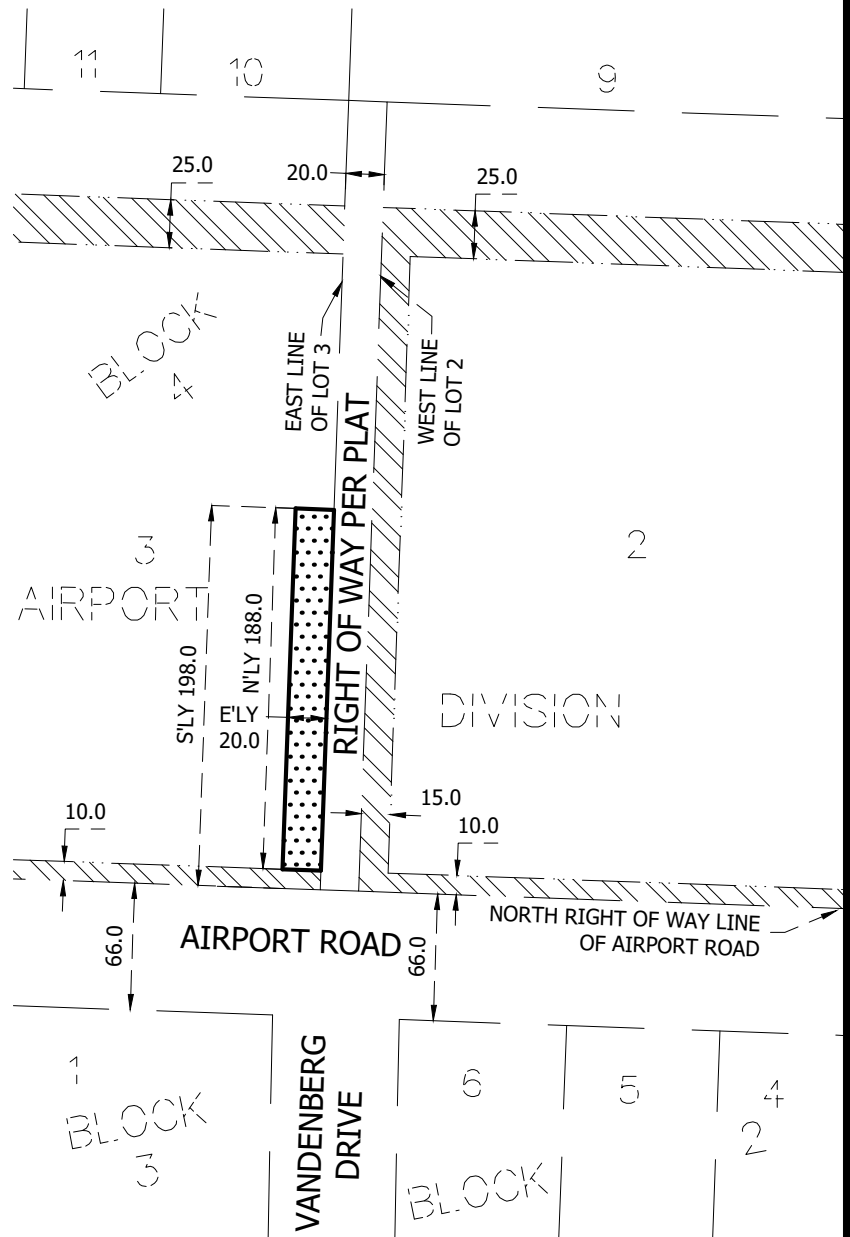 11
10
9
25.0
20.0
25.0
BLOCK
4
EAST LINE
OF LOT 3
WEST LINE
OF LOT 2
RIGHT OF WAY PER PLAT
3
AIRPORT
2
S'LY 198.0
N'LY 188.0
E'LY
20.0
DIVISION
15.0
10.0
10.0
NORTH RIGHT OF WAY LINE
OF AIRPORT ROAD
AIRPORT ROAD
66.0
66.0
1
BLOCK
3
VANDENBERG
DRIVE
6
5
4
2
BLOCK